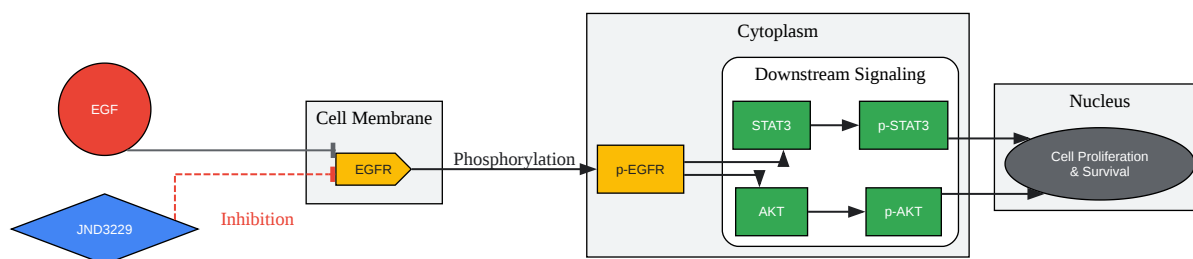 Cytoplasm
Downstream Signaling
Nucleus
EGF
Cell Membrane
STAT3
p-STAT3
Phosphorylation
EGFR
p-EGFR
Cell Proliferation
& Survival
Inhibition
JND3229
AKT
p-AKT